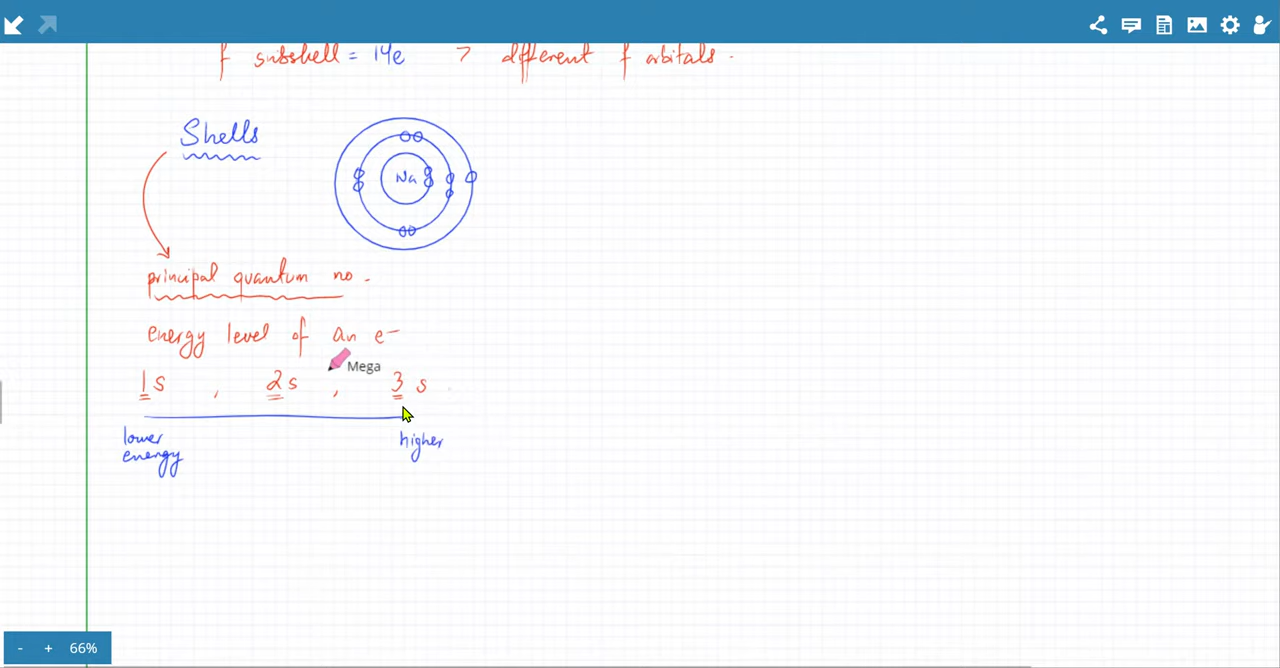 f subshell = 14e 7 different f orbitals.
Shells
Na
principal quantum no.
energy level of an e-
Mega
1s , 2s , 3s
lower energy
higher
- + 66%